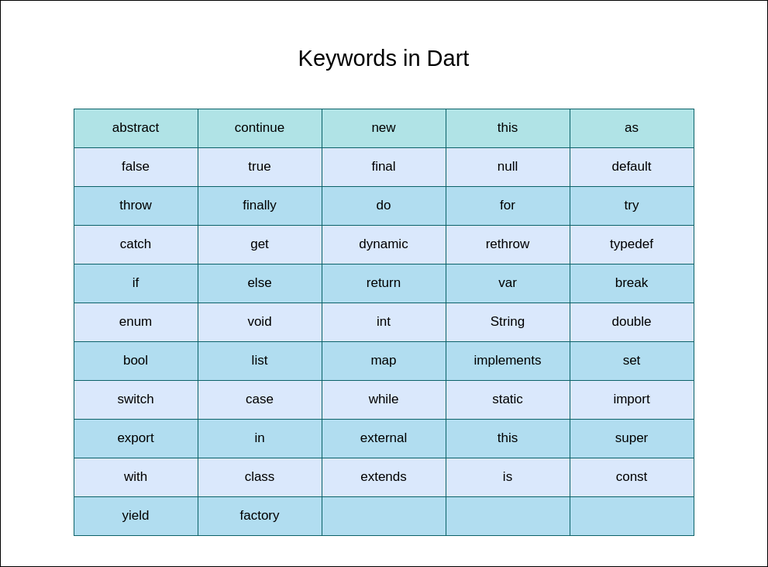 Keywords in Dart
abstract continue new this as
false true final null default
throw finally do for try
catch get dynamic rethrow typedef
if else return var break
enum void int String double
bool list map implements set
switch case while static import
export in external this super
with class extends is const
yield factory